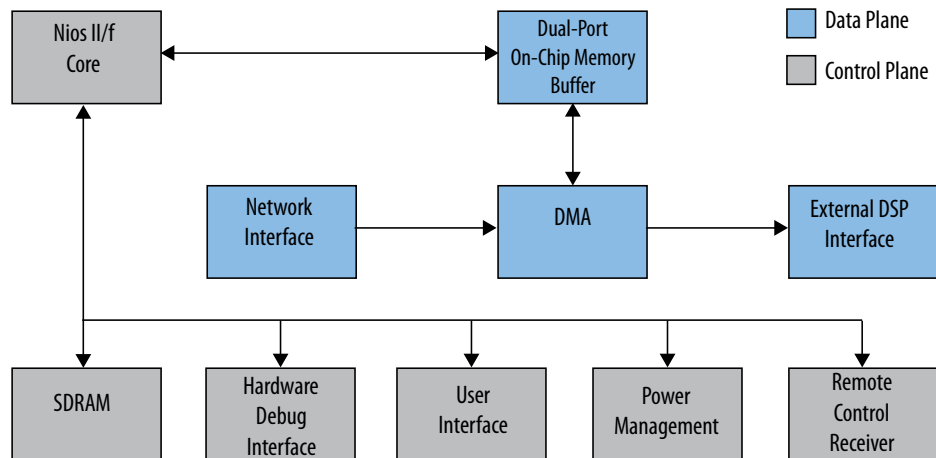 Nios II/f
Core
Dual-Port
On-Chip Memory
Buffer
Data Plane
Control Plane
Network
Interface
DMA
External DSP
Interface
SDRAM
Hardware
Debug
Interface
User
Interface
Power
Management
Remote
Control
Receiver